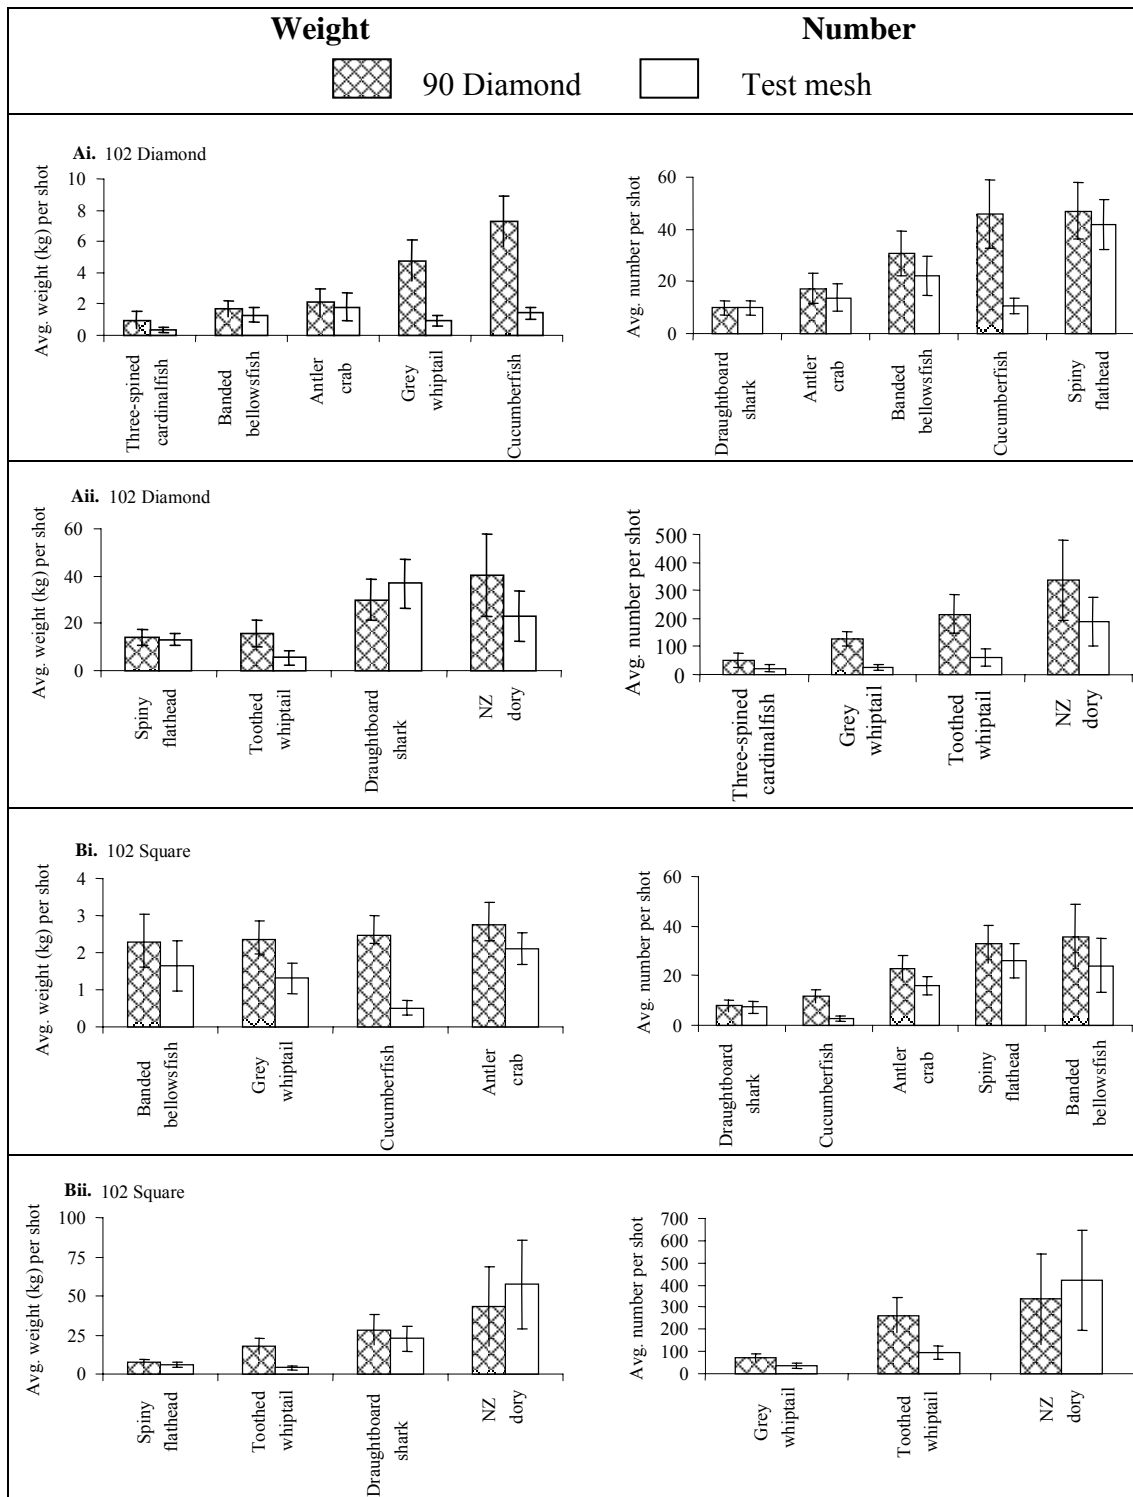 Weight
Number
90 Diamond
Test mesh
Ai. 102 Diamond
Avg. weight (kg) per shot
10
8
6
4
2
0
Three-spined
cardinalfish
Banded
bellowsfish
Antler
crab
Grey
whiptail
Cucumberfish
Avg. number per shot
60
40
20
0
Draughtboard
shark
Antler
crab
Banded
bellowsfish
Cucumberfish
Spiny
flathead
Aii. 102 Diamond
Avg. weight (kg) per shot
60
40
20
0
Spiny
flathead
Toothed
whiptail
Draughtboard
shark
NZ
dory
Avg. number per shot
500
400
300
200
100
0
Three-spined
cardinalfish
Grey
whiptail
Toothed
whiptail
NZ
dory
Bi. 102 Square
Avg. weight (kg) per shot
4
3
2
1
0
Banded
bellowsfish
Grey
whiptail
Cucumberfish
Antler
crab
Avg. number per shot
60
40
20
0
Draughtboard
shark
Cucumberfish
Antler
crab
Spiny
flathead
Banded
bellowsfish
Bii. 102 Square
Avg. weight (kg) per shot
100
75
50
25
0
Spiny
flathead
Toothed
whiptail
Draughtboard
shark
NZ
dory
Avg. number per shot
700
600
500
400
300
200
100
0
Grey
whiptail
Toothed
whiptail
NZ
dory